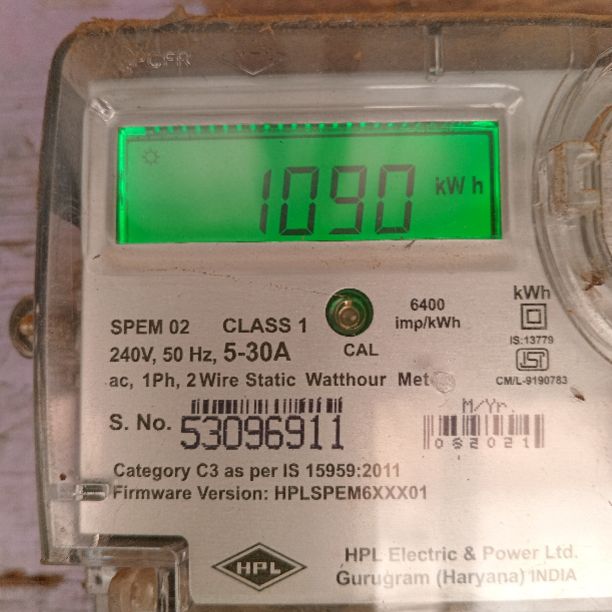 1090 kW h
kWh
SPEM 02 CLASS 1
6400
imp/kWh
240V, 50 Hz, 5-30A
CAL
IS:13779
ac, 1Ph, 2 Wire Static Watthour Met
CM/L-9190783
M/Yr.
S. No. 53096911
082021
Category C3 as per IS 15959:2011
Firmware Version: HPLSPEM6XXX01
HPL
HPL Electric & Power Ltd.
Gurugram (Haryana) INDIA